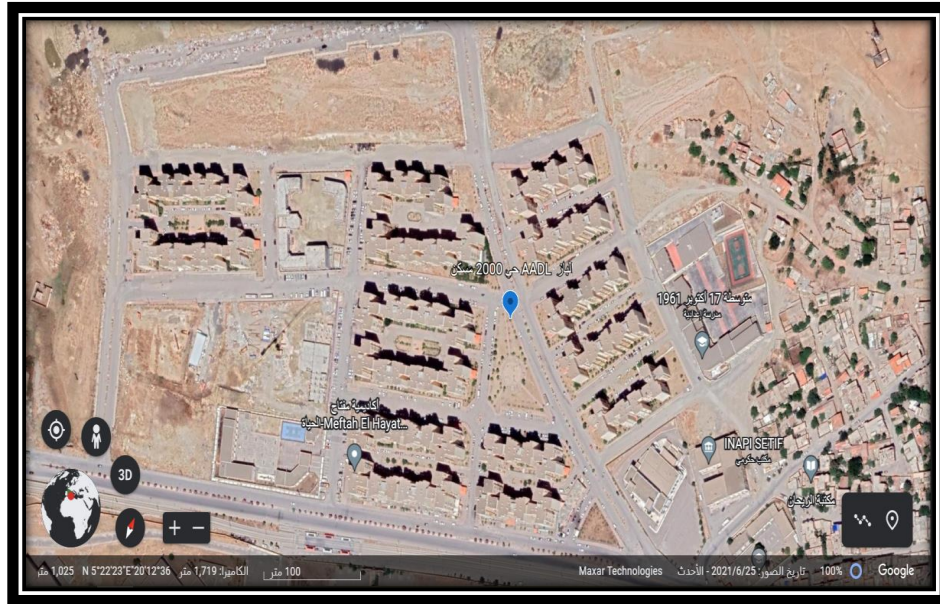 أبناز AADL حي 2000 مسكن
متوسطة 17 أكتوبر 1961
مدرسة إعدادية
أكاديمية مفتاح
الحياة-Meftah El Hayat...
INAPI SETIF
مكتب حكومي
مكتبة الريحان
3D
100 متر
الكاميرا: 1,719 متر
36°12'20"N 5°22'23"E
1,025 متر
Maxar Technologies
تاريخ الصور: 2021/6/25 - الأحدث
100%
Google